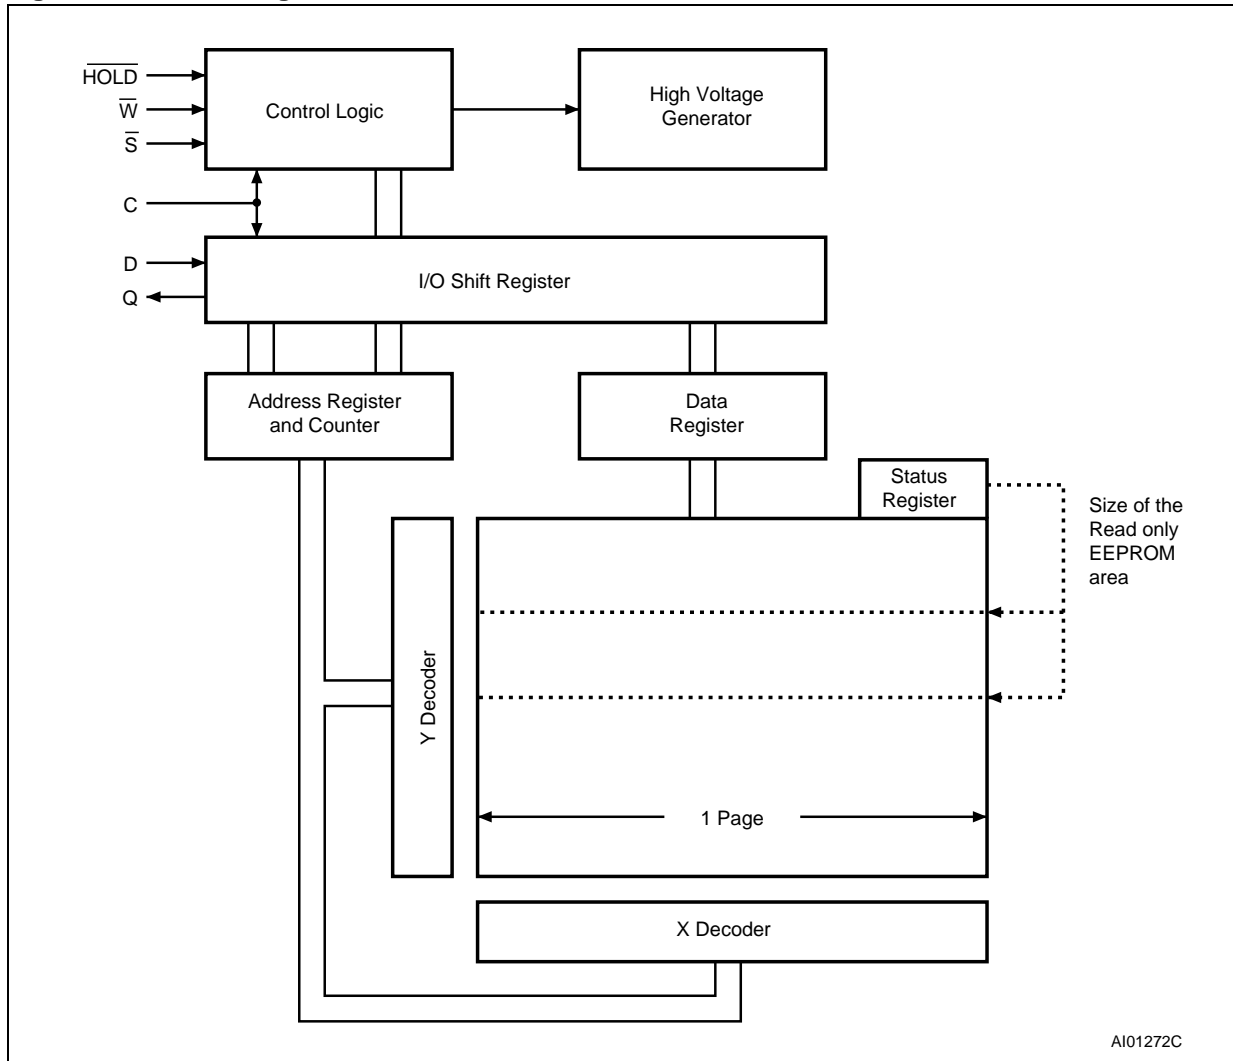 HOLD
W
S
C
D
Q
Control Logic
High Voltage
Generator
I/O Shift Register
Address Register
and Counter
Data
Register
Status
Register
Size of the
Read only
EEPROM
area
Y Decoder
1 Page
X Decoder
AI01272C